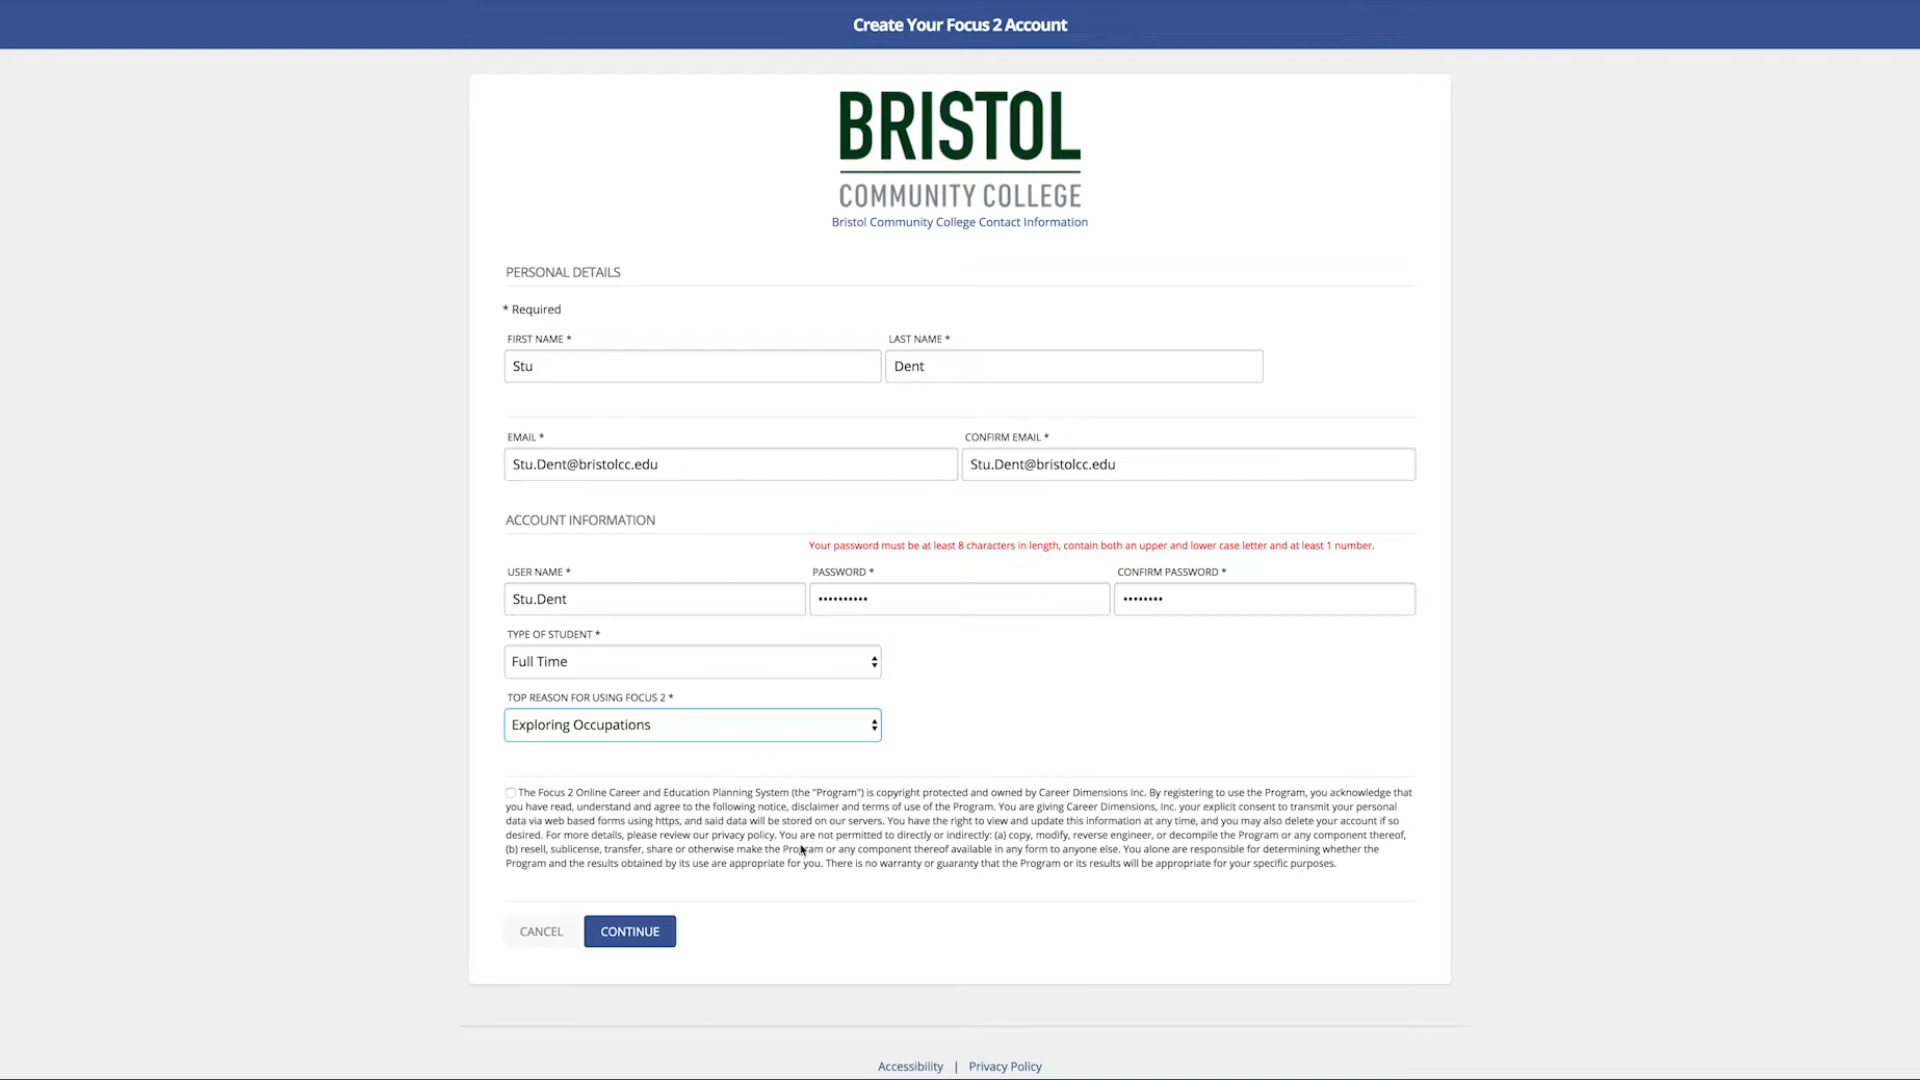 Create Your Focus 2 Account
BRISTOL
COMMUNITY COLLEGE
Bristol Community College Contact Information
PERSONAL DETAILS
* Required
FIRST NAME * LAST NAME *
Stu Dent
EMAIL * CONFIRM EMAIL *
Stu.Dent@bristolcc.edu Stu.Dent@bristolcc.edu
ACCOUNT INFORMATION
Your password must be at least 8 characters in length, contain both an upper and lower case letter and at least 1 number.
USER NAME * PASSWORD * CONFIRM PASSWORD *
Stu.Dent •••••••••• ••••••••
TYPE OF STUDENT *
Full Time
TOP REASON FOR USING FOCUS 2 *
Exploring Occupations
The Focus 2 Online Career and Education Planning System (the "Program") is copyright protected and owned by Career Dimensions Inc. By registering to use the Program, you acknowledge that
you have read, understand and agree to the following notice, disclaimer and terms of use of the Program. You are giving Career Dimensions, Inc. your explicit consent to transmit your personal
data via web based forms using https, and said data will be stored on our servers. You have the right to view and update this information at any time, and you may also delete your account if so
desired. For more details, please review our privacy policy. You are not permitted to directly or indirectly: (a) copy, modify, reverse engineer, or decompile the Program or any component thereof,
(b) resell, sublicense, transfer, share or otherwise make the Program or any component thereof available in any form to anyone else. You alone are responsible for determining whether the
Program and the results obtained by its use are appropriate for you. There is no warranty or guaranty that the Program or its results will be appropriate for your specific purposes.
CANCEL CONTINUE
Accessibility | Privacy Policy